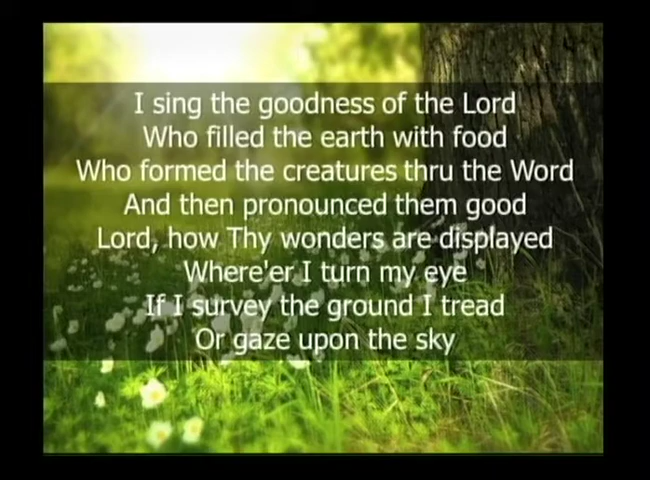 I sing the goodness of the Lord
Who filled the earth with food
Who formed the creatures thru the Word
And then pronounced them good
Lord, how Thy wonders are displayed
Where'er I turn my eye
If I survey the ground I tread
Or gaze upon the sky